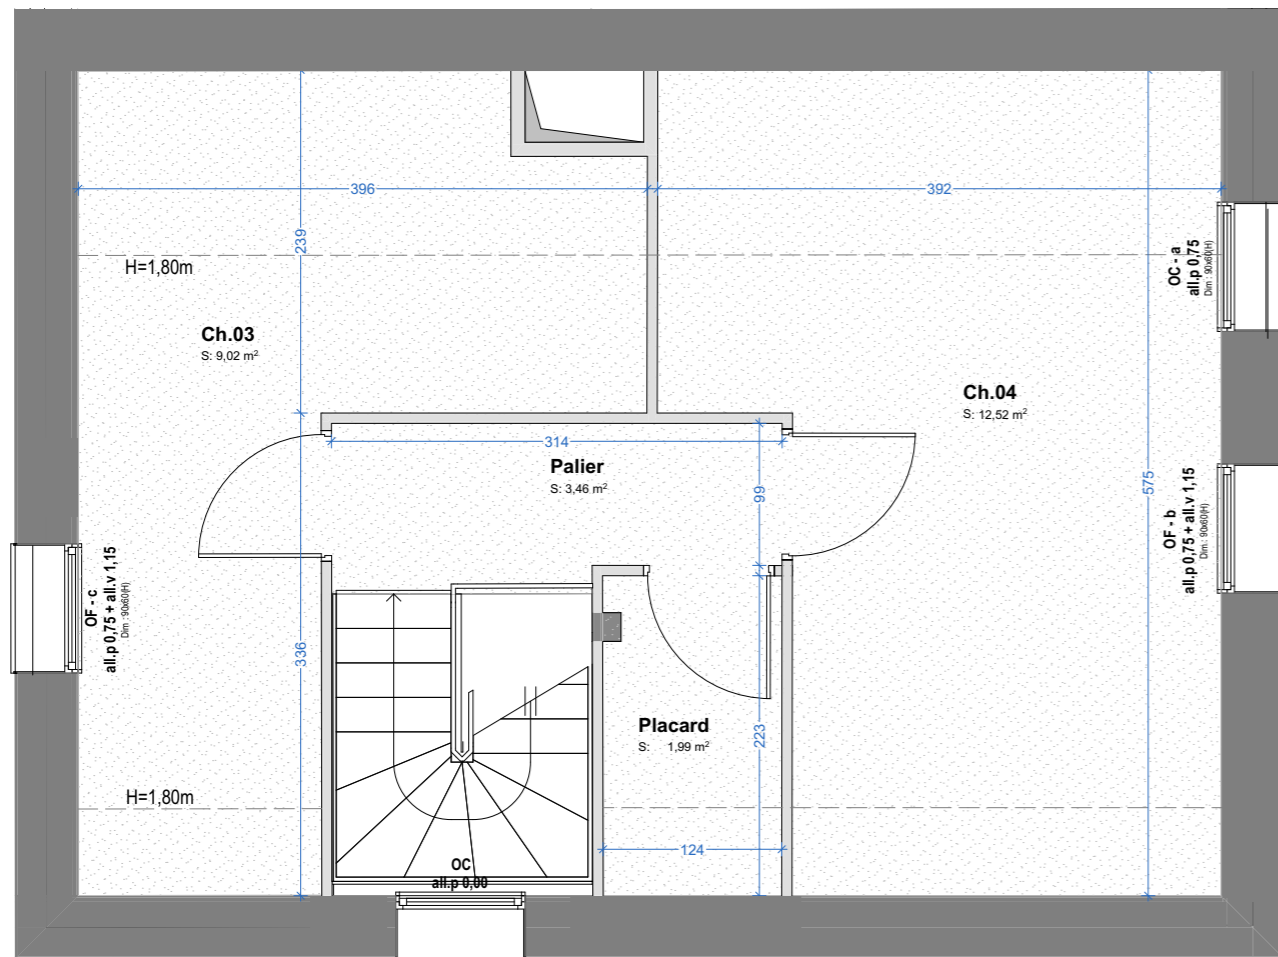 396
392
239
H=1,80m
OC - a
all.p 0,75
Dim : 90x60(H)
Ch.03
S: 9,02 m²
Ch.04
S: 12,52 m²
314
Palier
S: 3,46 m²
99
575
OF - b
all.p 0,75 + all.v 1,15
Dim : 90x60(H)
OF - c
all.p 0,75 + all.v 1,15
Dim : 90x60(H)
336
Placard
S: 1,99 m²
223
H=1,80m
124
OC
all.p 0,00